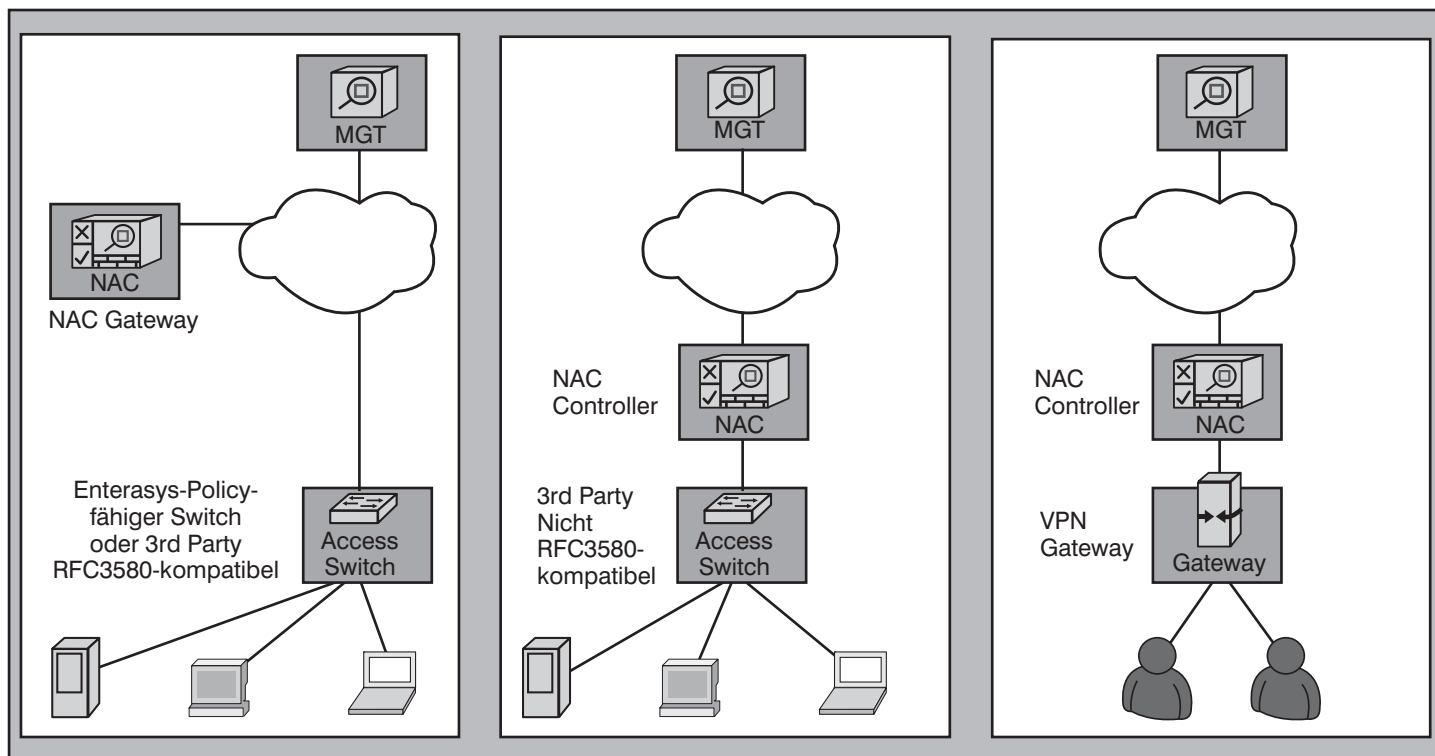 MGT
NAC
NAC Gateway
Enterasys-Policy-
fähiger Switch
oder 3rd Party
RFC3580-kompatibel
Access
Switch
MGT
NAC
Controller
NAC
3rd Party
Nicht
RFC3580-
kompatibel
Access
Switch
MGT
NAC
Controller
NAC
VPN
Gateway
Gateway